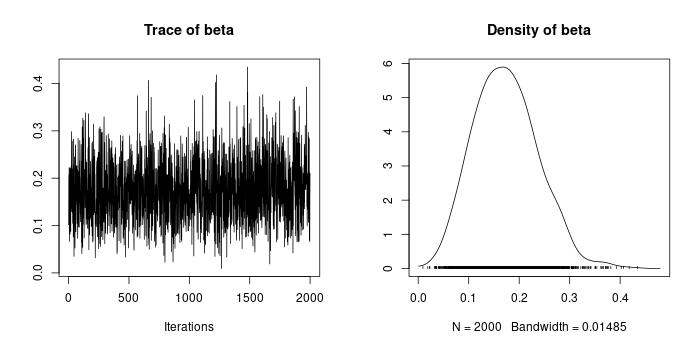 Trace of beta
0.4
0.3
0.2
0.1
0.0
0 500 1000 1500 2000
Iterations
Density of beta
6
5
4
3
2
1
0
0.0 0.1 0.2 0.3 0.4
N = 2000 Bandwidth = 0.01485